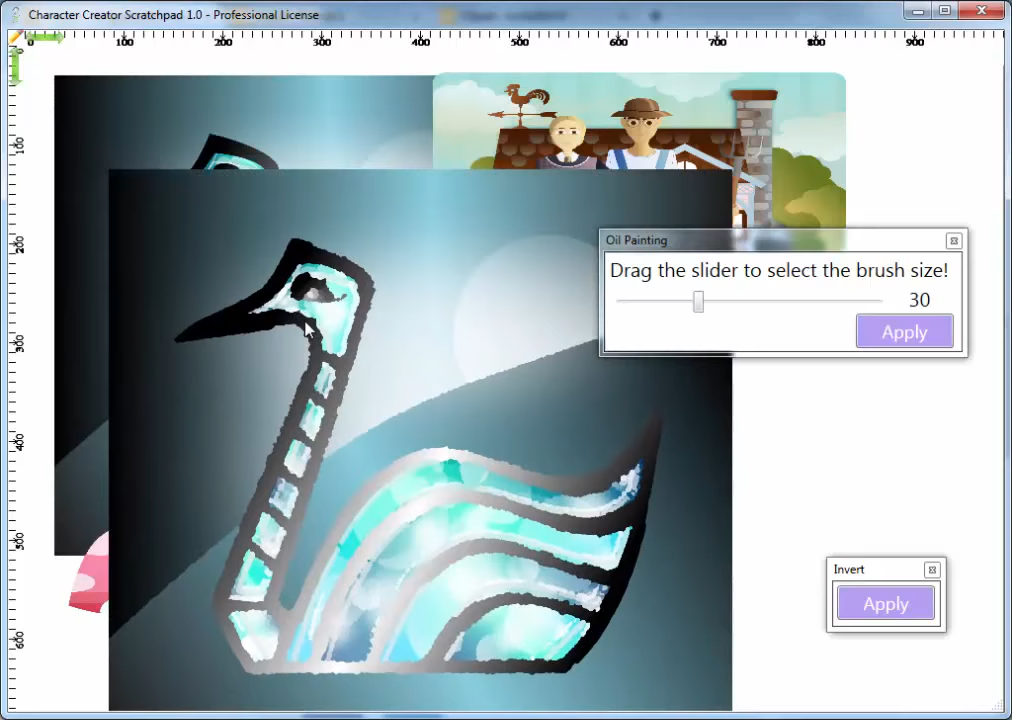 Character Creator Scratchpad 1.0 - Professional License
0 100 200 300 400 500 600 700 800 900
0
100
200
300
400
500
600
Oil Painting
Drag the slider to select the brush size!
30
Apply
Invert
Apply